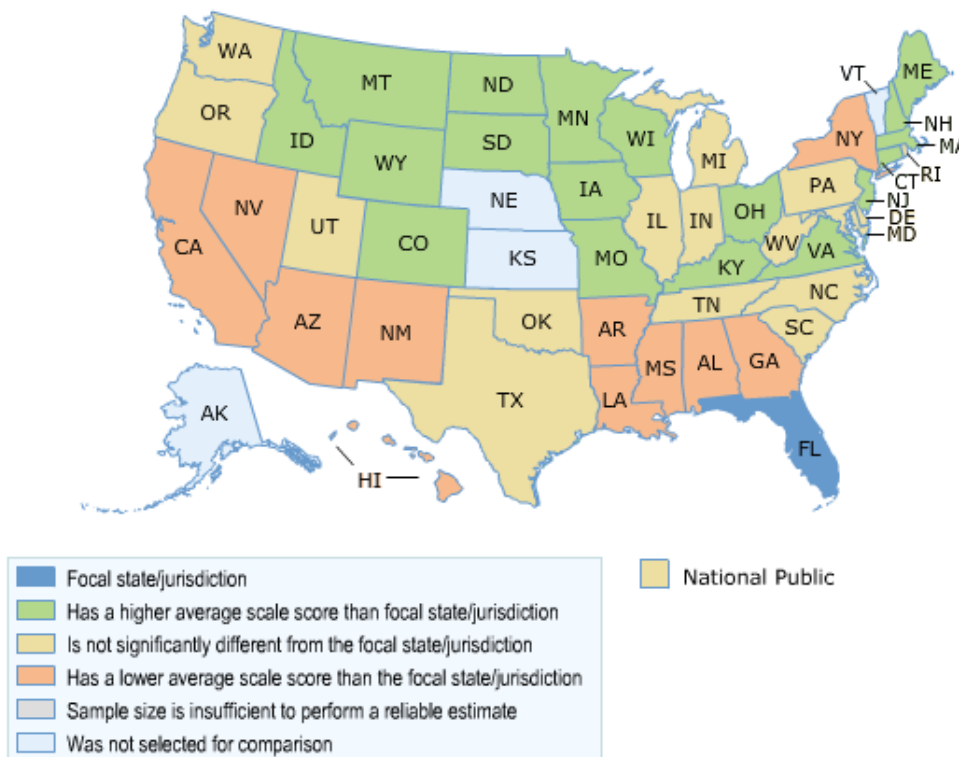 WA
MT
ND
MN
VT
ME
OR
ID
SD
WI
NY
NH
MA
WY
MI
RI
CT
IA
PA
NJ
NE
NV
UT
IL
IN
OH
DE
MD
CO
WV
VA
CA
KS
MO
KY
NC
TN
AZ
NM
OK
AR
SC
MS
AL
GA
TX
LA
AK
FL
HI
Focal state/jurisdiction
Has a higher average scale score than focal state/jurisdiction
Is not significantly different from the focal state/jurisdiction
Has a lower average scale score than the focal state/jurisdiction
Sample size is insufficient to perform a reliable estimate
Was not selected for comparison
National Public